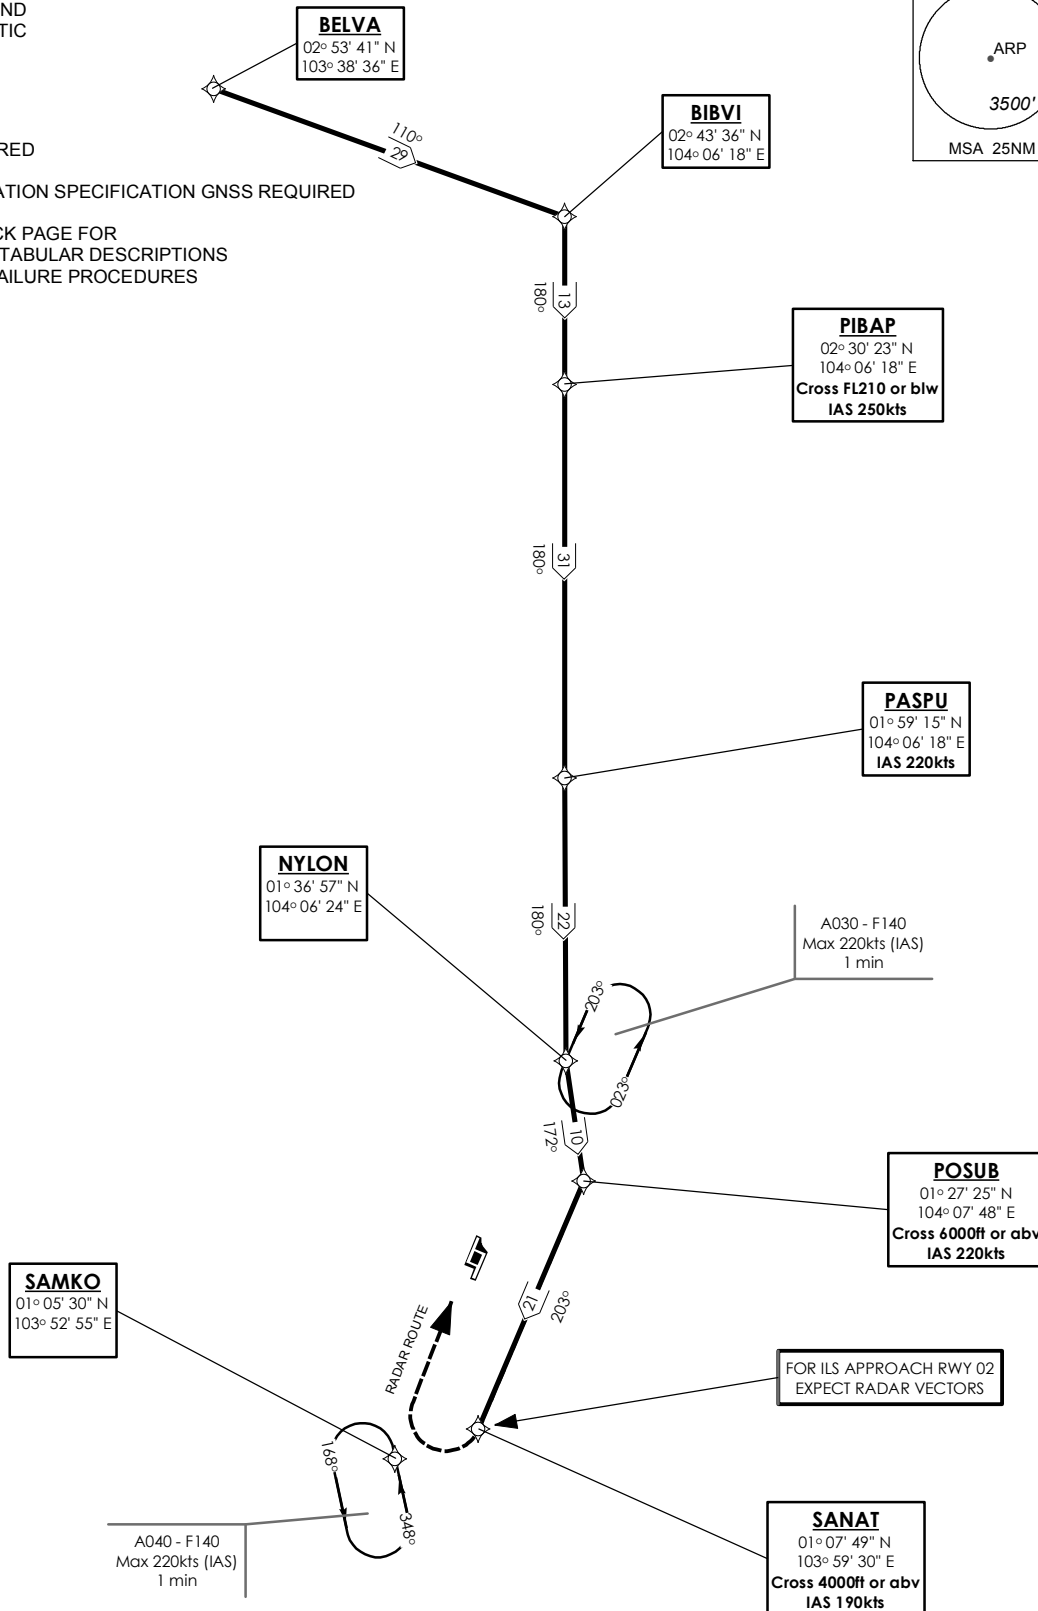 ND
TIC
RED
ATION SPECIFICATION GNSS REQUIRED
CK PAGE FOR
TABULAR DESCRIPTIONS
AILURE PROCEDURES
BELVA
02° 53' 41" N
103° 38' 36" E
ARP
3500'
MSA 25NM
BIBVI
02° 43' 36" N
104° 06' 18" E
110°
29
13
180°
PIBAP
02° 30' 23" N
104° 06' 18" E
Cross FL210 or blw
IAS 250kts
31
180°
PASPU
01° 59' 15" N
104° 06' 18" E
IAS 220kts
NYLON
01° 36' 57" N
104° 06' 24" E
22
180°
A030 - F140
Max 220kts (IAS)
1 min
203°
023°
10
172°
POSUB
01° 27' 25" N
104° 07' 48" E
Cross 6000ft or abv
IAS 220kts
SAMKO
01° 05' 30" N
103° 52' 55" E
21
203°
RADAR ROUTE
FOR ILS APPROACH RWY 02
EXPECT RADAR VECTORS
168°
348°
A040 - F140
Max 220kts (IAS)
1 min
SANAT
01° 07' 49" N
103° 59' 30" E
Cross 4000ft or abv
IAS 190kts